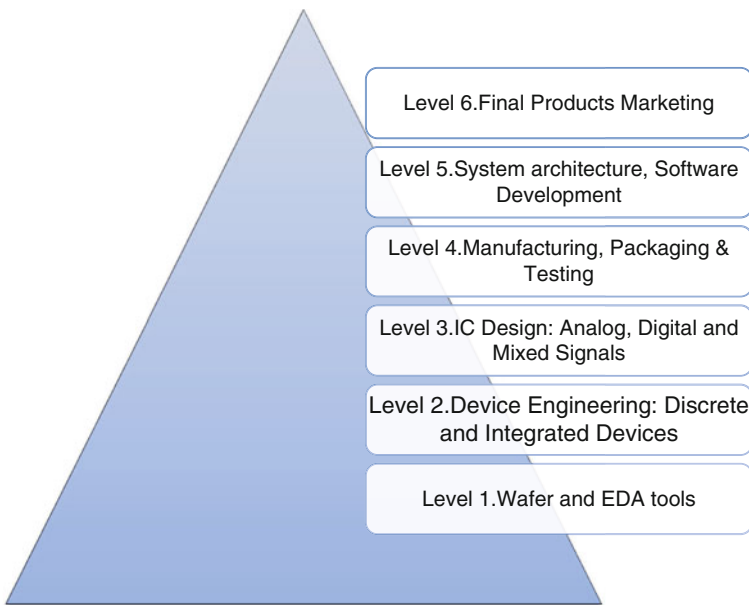 Level 6.Final Products Marketing
Level 5.System architecture, Software
Development
Level 4.Manufacturing, Packaging &
Testing
Level 3.IC Design: Analog, Digital and
Mixed Signals
Level 2.Device Engineering: Discrete
and Integrated Devices
Level 1.Wafer and EDA tools